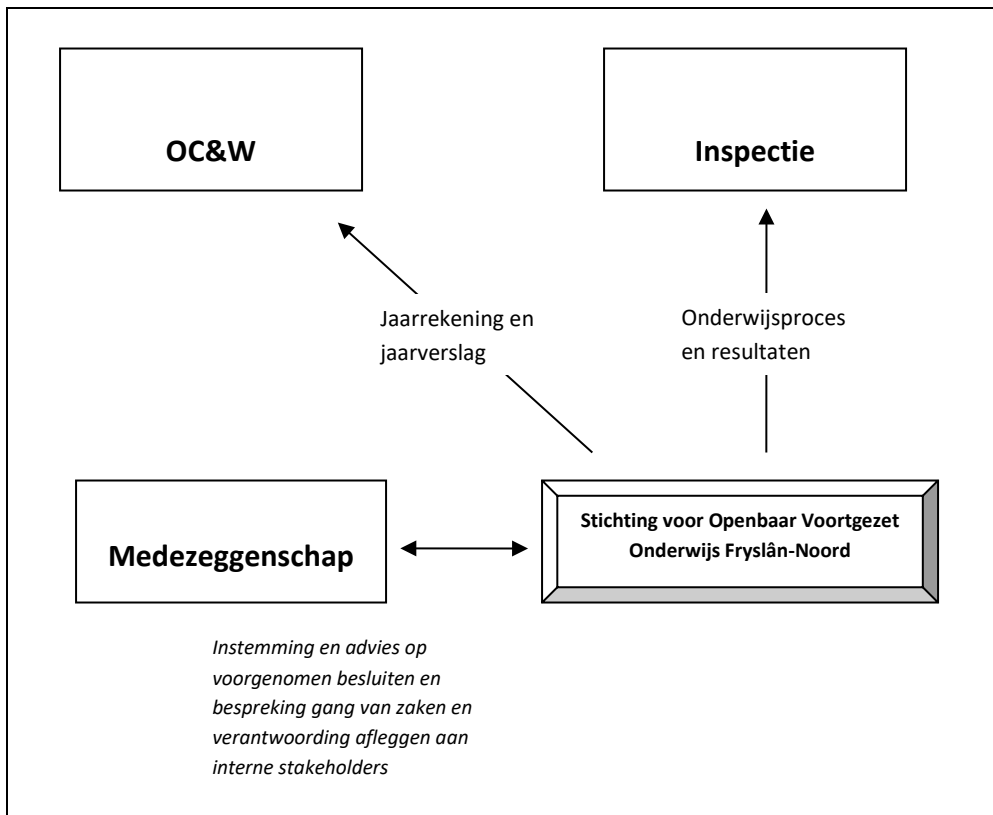 OC&W
Inspectie
Jaarrekening en
jaarverslag
Onderwijsproces
en resultaten
Medezeggenschap
Stichting voor Openbaar Voortgezet
Onderwijs Fryslân-Noord
Instemming en advies op
voorgenomen besluiten en
bespreking gang van zaken en
verantwoording afleggen aan
interne stakeholders